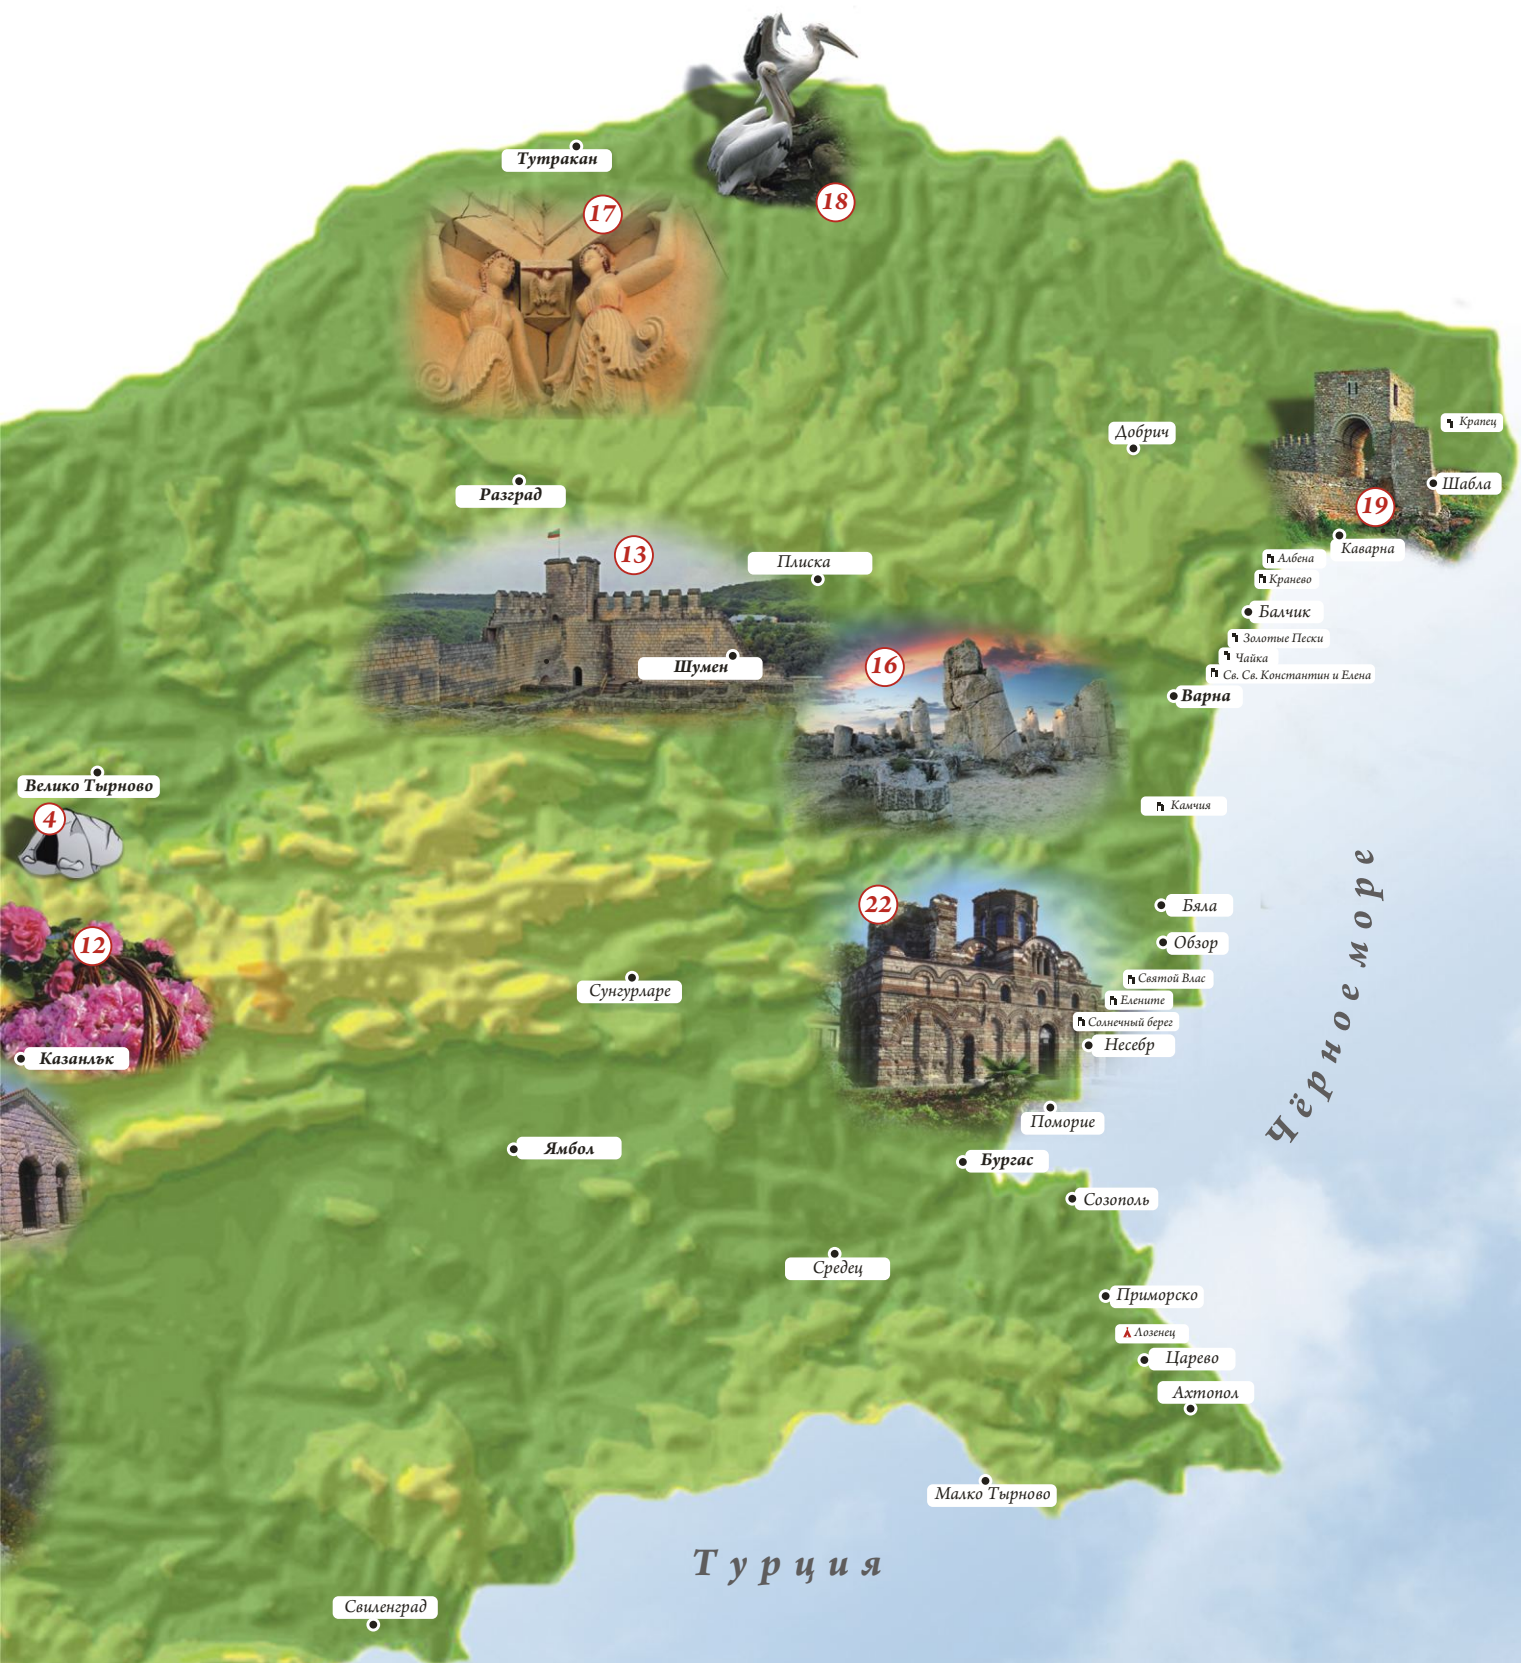 Тутракан
18
17
Добрич
Крапец
Шабла
Разград
19
13
Каварна
Плиска
Албена
Кранево
Балчик
Золотые Пески
Чайка
Шумен
16
Св. Св. Константин и Елена
Варна
Велико Тырново
4
Камчия
22
Бяла
12
Обзор
Святой Влас
Сунгурларе
Елените
Солнечный берег
Несебр
Казанлък
Чёрное море
Поморие
Ямбол
Бургас
Созополь
Средец
Приморско
Лозенец
Царево
Ахтопол
Малко Тырново
Турция
Свиленград